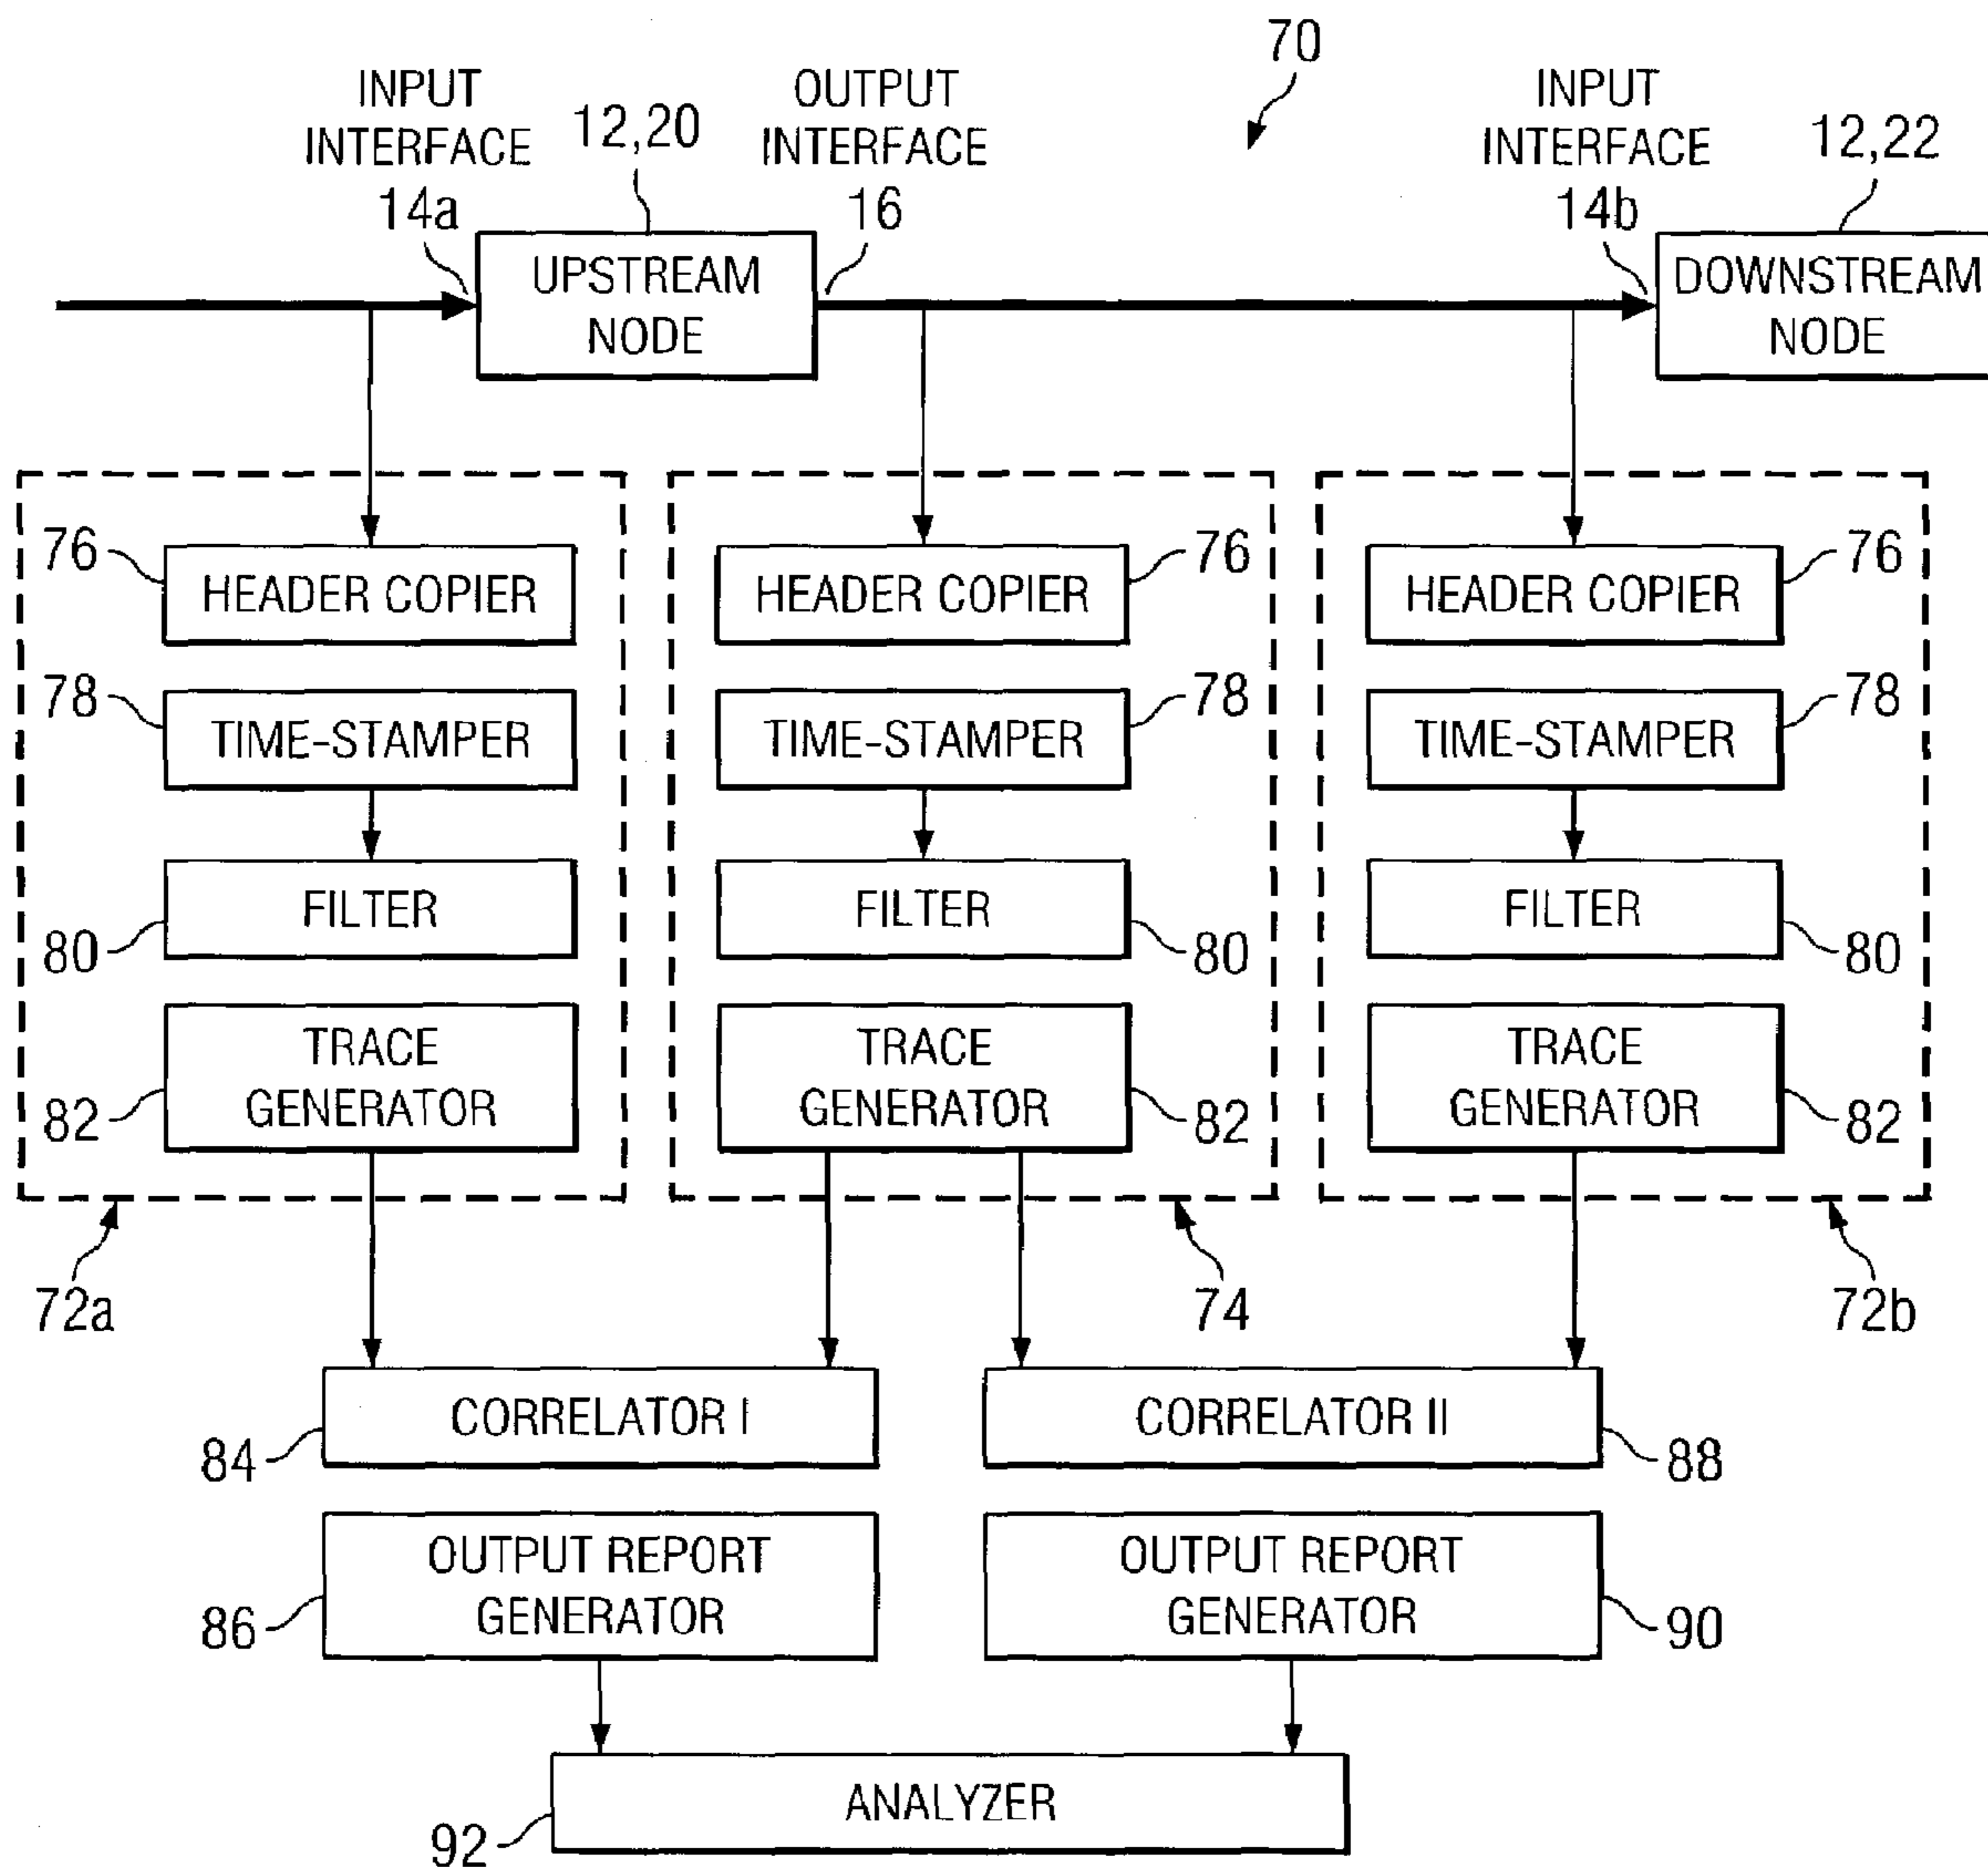 70
INPUT
INTERFACE
14a
12,20
OUTPUT
INTERFACE
16
INPUT
INTERFACE
14b
12,22
UPSTREAM
NODE
DOWNSTREAM
NODE
76
HEADER COPIER
HEADER COPIER
76
HEADER COPIER
76
78
TIME-STAMPER
TIME-STAMPER
78
TIME-STAMPER
78
FILTER
80
FILTER
80
FILTER
80
TRACE
GENERATOR
82
TRACE
GENERATOR
82
TRACE
GENERATOR
82
72a
74
72b
CORRELATOR I
84
CORRELATOR II
88
OUTPUT REPORT
GENERATOR
86
OUTPUT REPORT
GENERATOR
90
ANALYZER
92